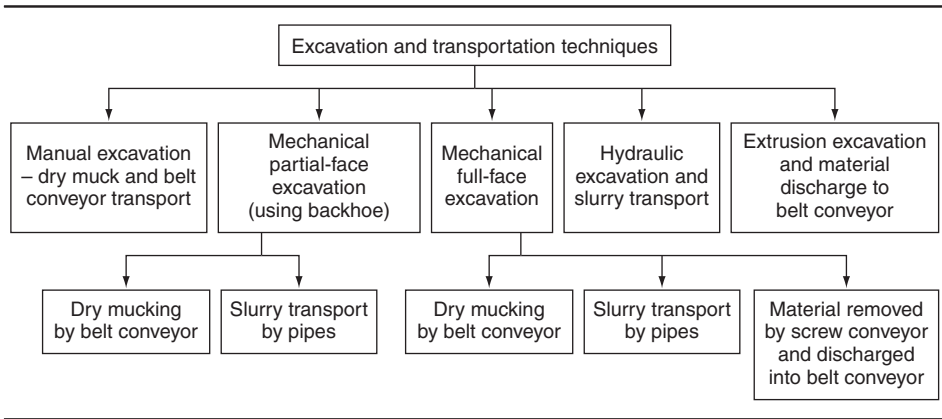 Excavation and transportation techniques
Manual excavation
– dry muck and belt
conveyor transport
Mechanical
partial-face
excavation
(using backhoe)
Mechanical
full-face
excavation
Hydraulic
excavation and
slurry transport
Extrusion excavation
and material
discharge to
belt conveyor
Dry mucking
by belt conveyor
Slurry transport
by pipes
Dry mucking
by belt conveyor
Slurry transport
by pipes
Material removed
by screw conveyor
and discharged
into belt conveyor